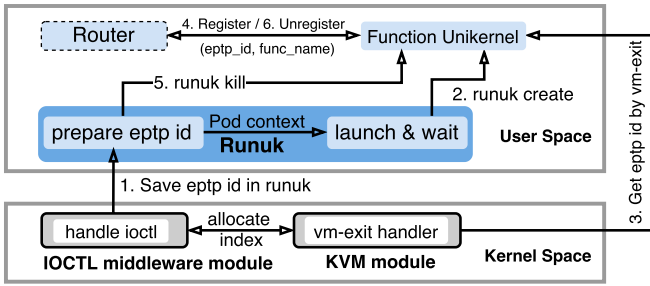 Router
4. Register / 6. Unregister
(eptp_id, func_name)
Function Unikernel
5. runuk kill
2. runuk create
prepare eptp id
Pod context
launch & wait
Runuk
User Space
1. Save eptp id in runuk
3. Get eptp id by vm-exit
handle ioctl
allocate
index
vm-exit handler
IOCTL middleware module
KVM module
Kernel Space